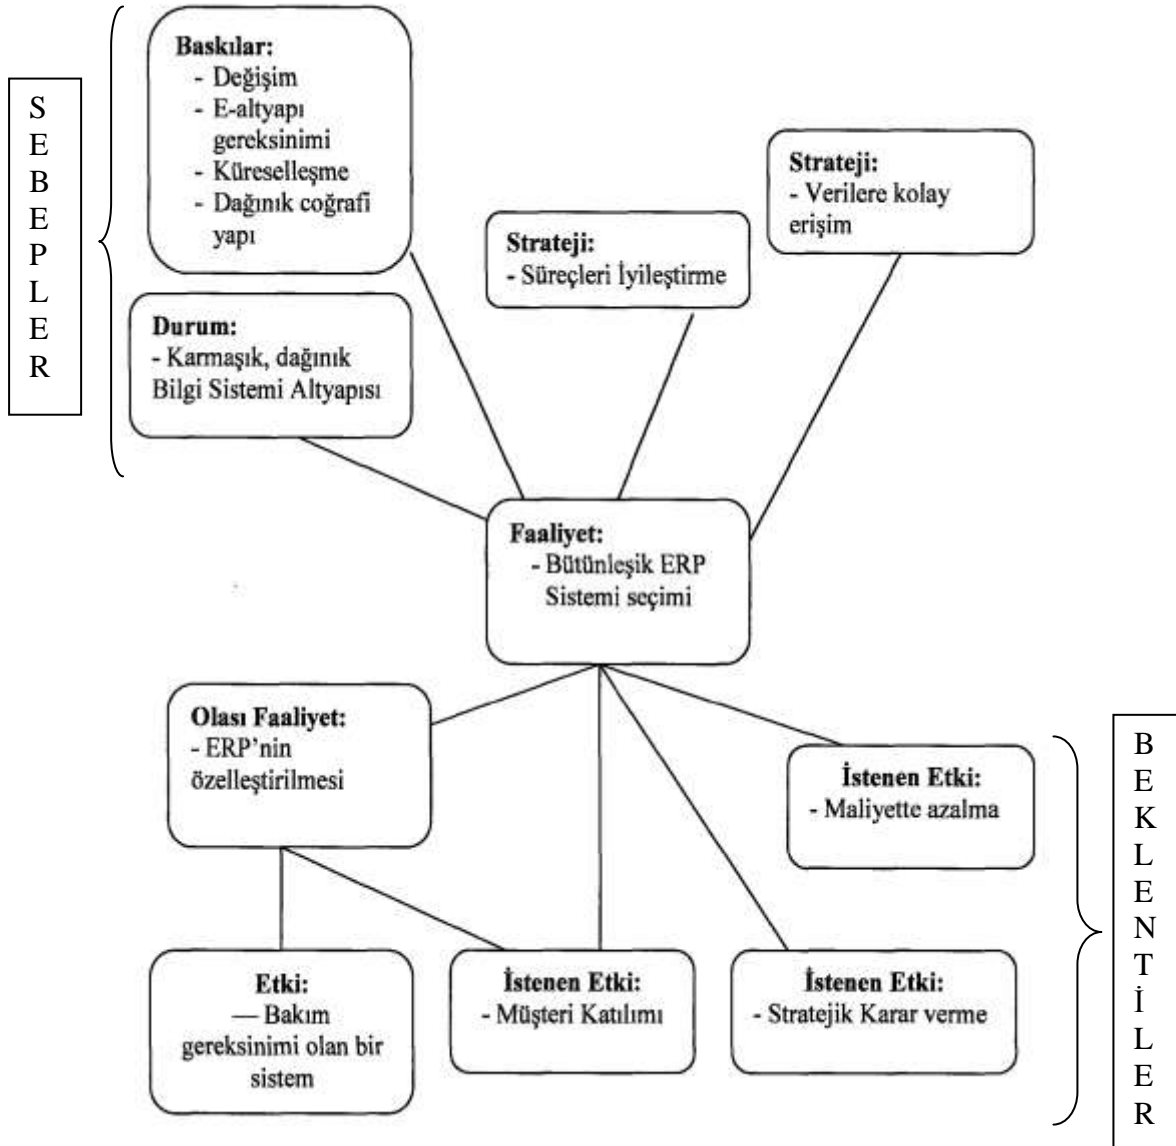 S
E
B
E
P
L
E
R
Baskılar:
- Değişim
- E-altyapı
gereksinimi
- Küreselleşme
- Dağınık coğrafi
yapı
Durum:
- Karmaşık, dağınık
Bilgi Sistemi Altyapısı
Strateji:
- Süreçleri İyileştirme
Strateji:
- Verilere kolay
erişim
Faaliyet:
- Bütünleşik ERP
Sistemi seçimi
Olası Faaliyet:
- ERP’nin
özelleştirilmesi
İstenen Etki:
- Maliyette azalma
Etki:
— Bakım
gereksinimi olan bir
sistem
İstenen Etki:
- Müşteri Katılımı
İstenen Etki:
- Stratejik Karar verme
B
E
K
L
E
N
T
İ
L
E
R